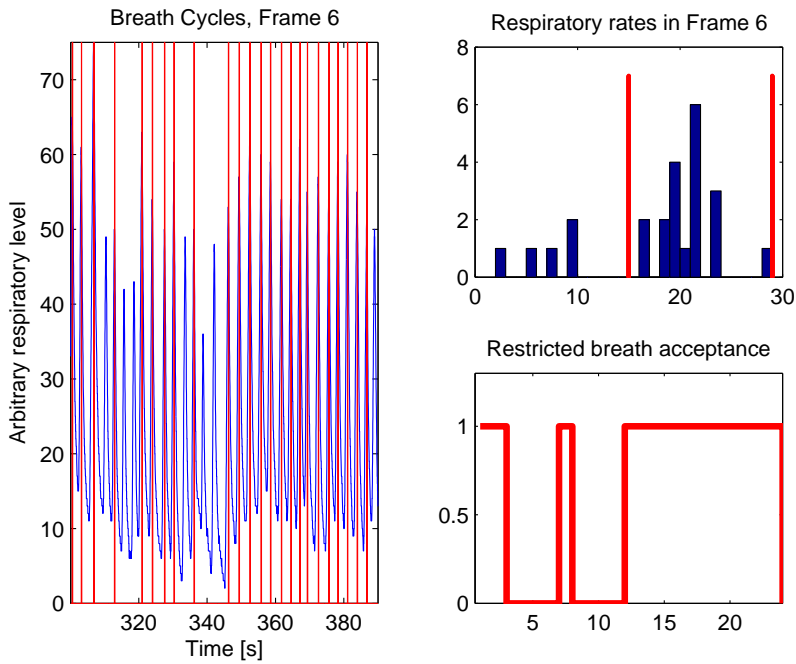 Breath Cycles, Frame 6
70
60
50
40
30
20
10
0
320 340 360 380
Time [s]
Arbitrary respiratory level
Respiratory rates in Frame 6
8
6
4
2
0
0 10 20 30
Restricted breath acceptance
1
0.5
0
5 10 15 20